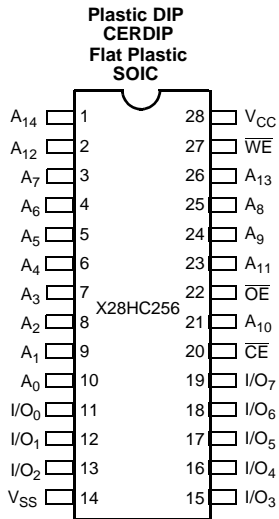 Plastic DIP
CERDIP
Flat Plastic
SOIC
A14 1 28 VCC
A12 2 27 W̅E̅
A7 3 26 A13
A6 4 25 A8
A5 5 24 A9
A4 6 23 A11
A3 7 22 O̅E̅
X28HC256
A2 8 21 A10
A1 9 20 C̅E̅
A0 10 19 I/O7
I/O0 11 18 I/O6
I/O1 12 17 I/O5
I/O2 13 16 I/O4
VSS 14 15 I/O3